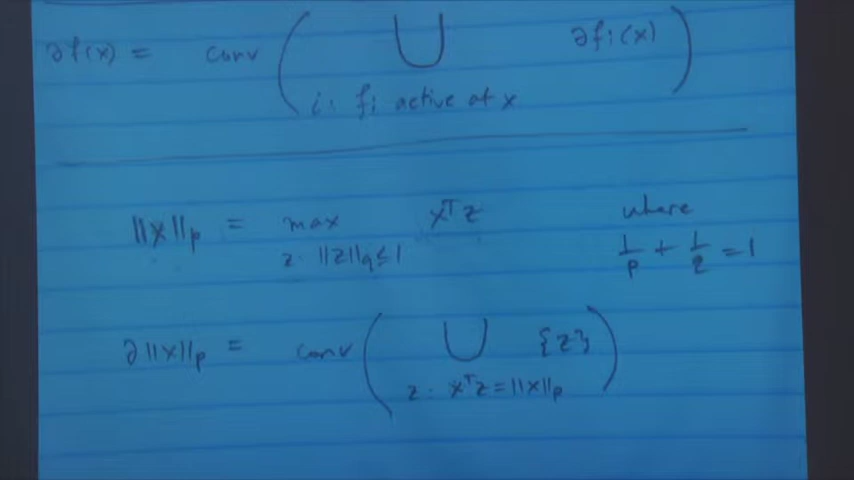 ∂f(x) = conv ( ∪ ∂fi(x) )
i: fi active at x
||x||p = max xᵀz where
z: ||z||q ≤ 1 1/p + 1/q = 1
∂||x||p = conv ( ∪ {z} )
z: xᵀz = ||x||p